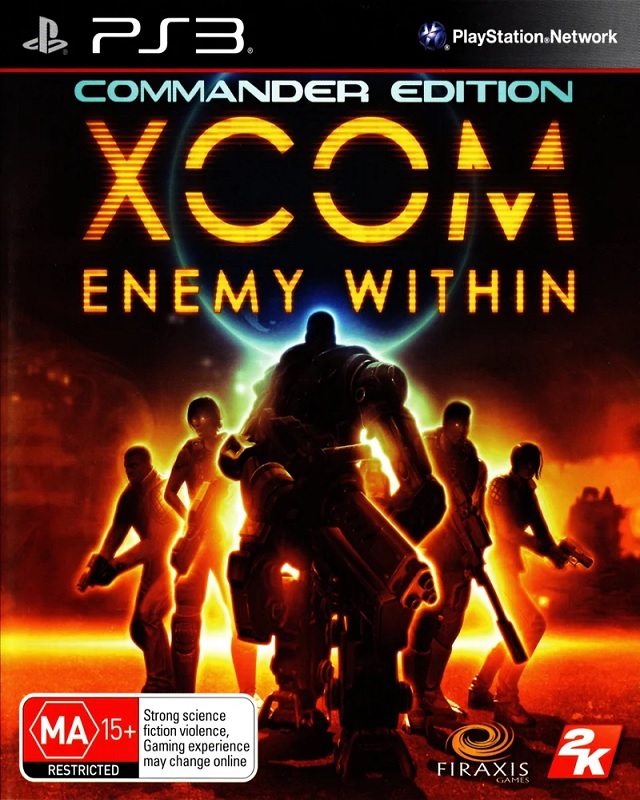 PS3
PlayStation®Network
COMMANDER EDITION
XCOM
ENEMY WITHIN
MA 15+
RESTRICTED
Strong science
fiction violence,
Gaming experience
may change online
FIRAXIS
GAMES
2K